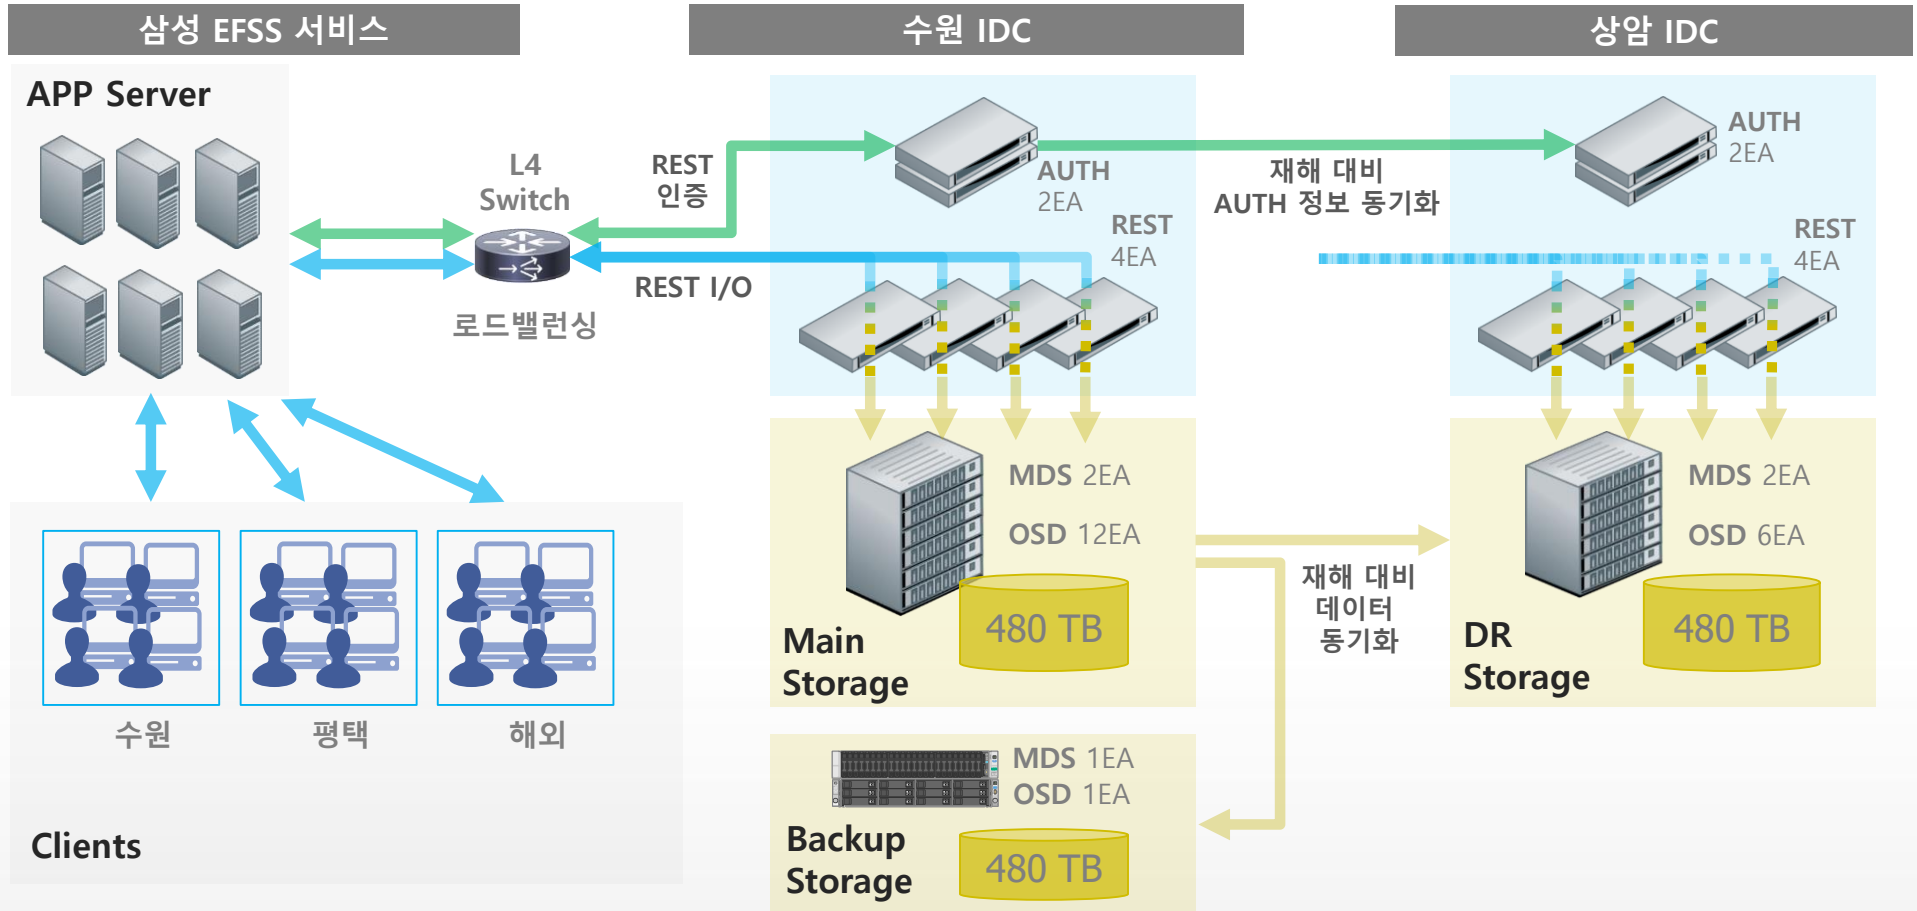 삼성 EFSS 서비스
수원 IDC
상암 IDC
APP Server
L4
Switch
로드밸런싱
REST
인증
REST I/O
AUTH
2EA
REST
4EA
재해 대비
AUTH 정보 동기화
AUTH
2EA
REST
4EA
MDS 2EA
OSD 12EA
480 TB
Main
Storage
재해 대비
데이터
동기화
MDS 2EA
OSD 6EA
480 TB
DR
Storage
수원
평택
해외
Clients
MDS 1EA
OSD 1EA
Backup
Storage
480 TB